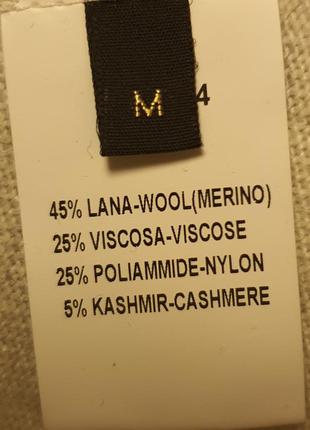 M
4
45% LANA-WOOL(MERINO)
25% VISCOSA-VISCOSE
25% POLIAMMIDE-NYLON
5% KASHMIR-CASHMERE